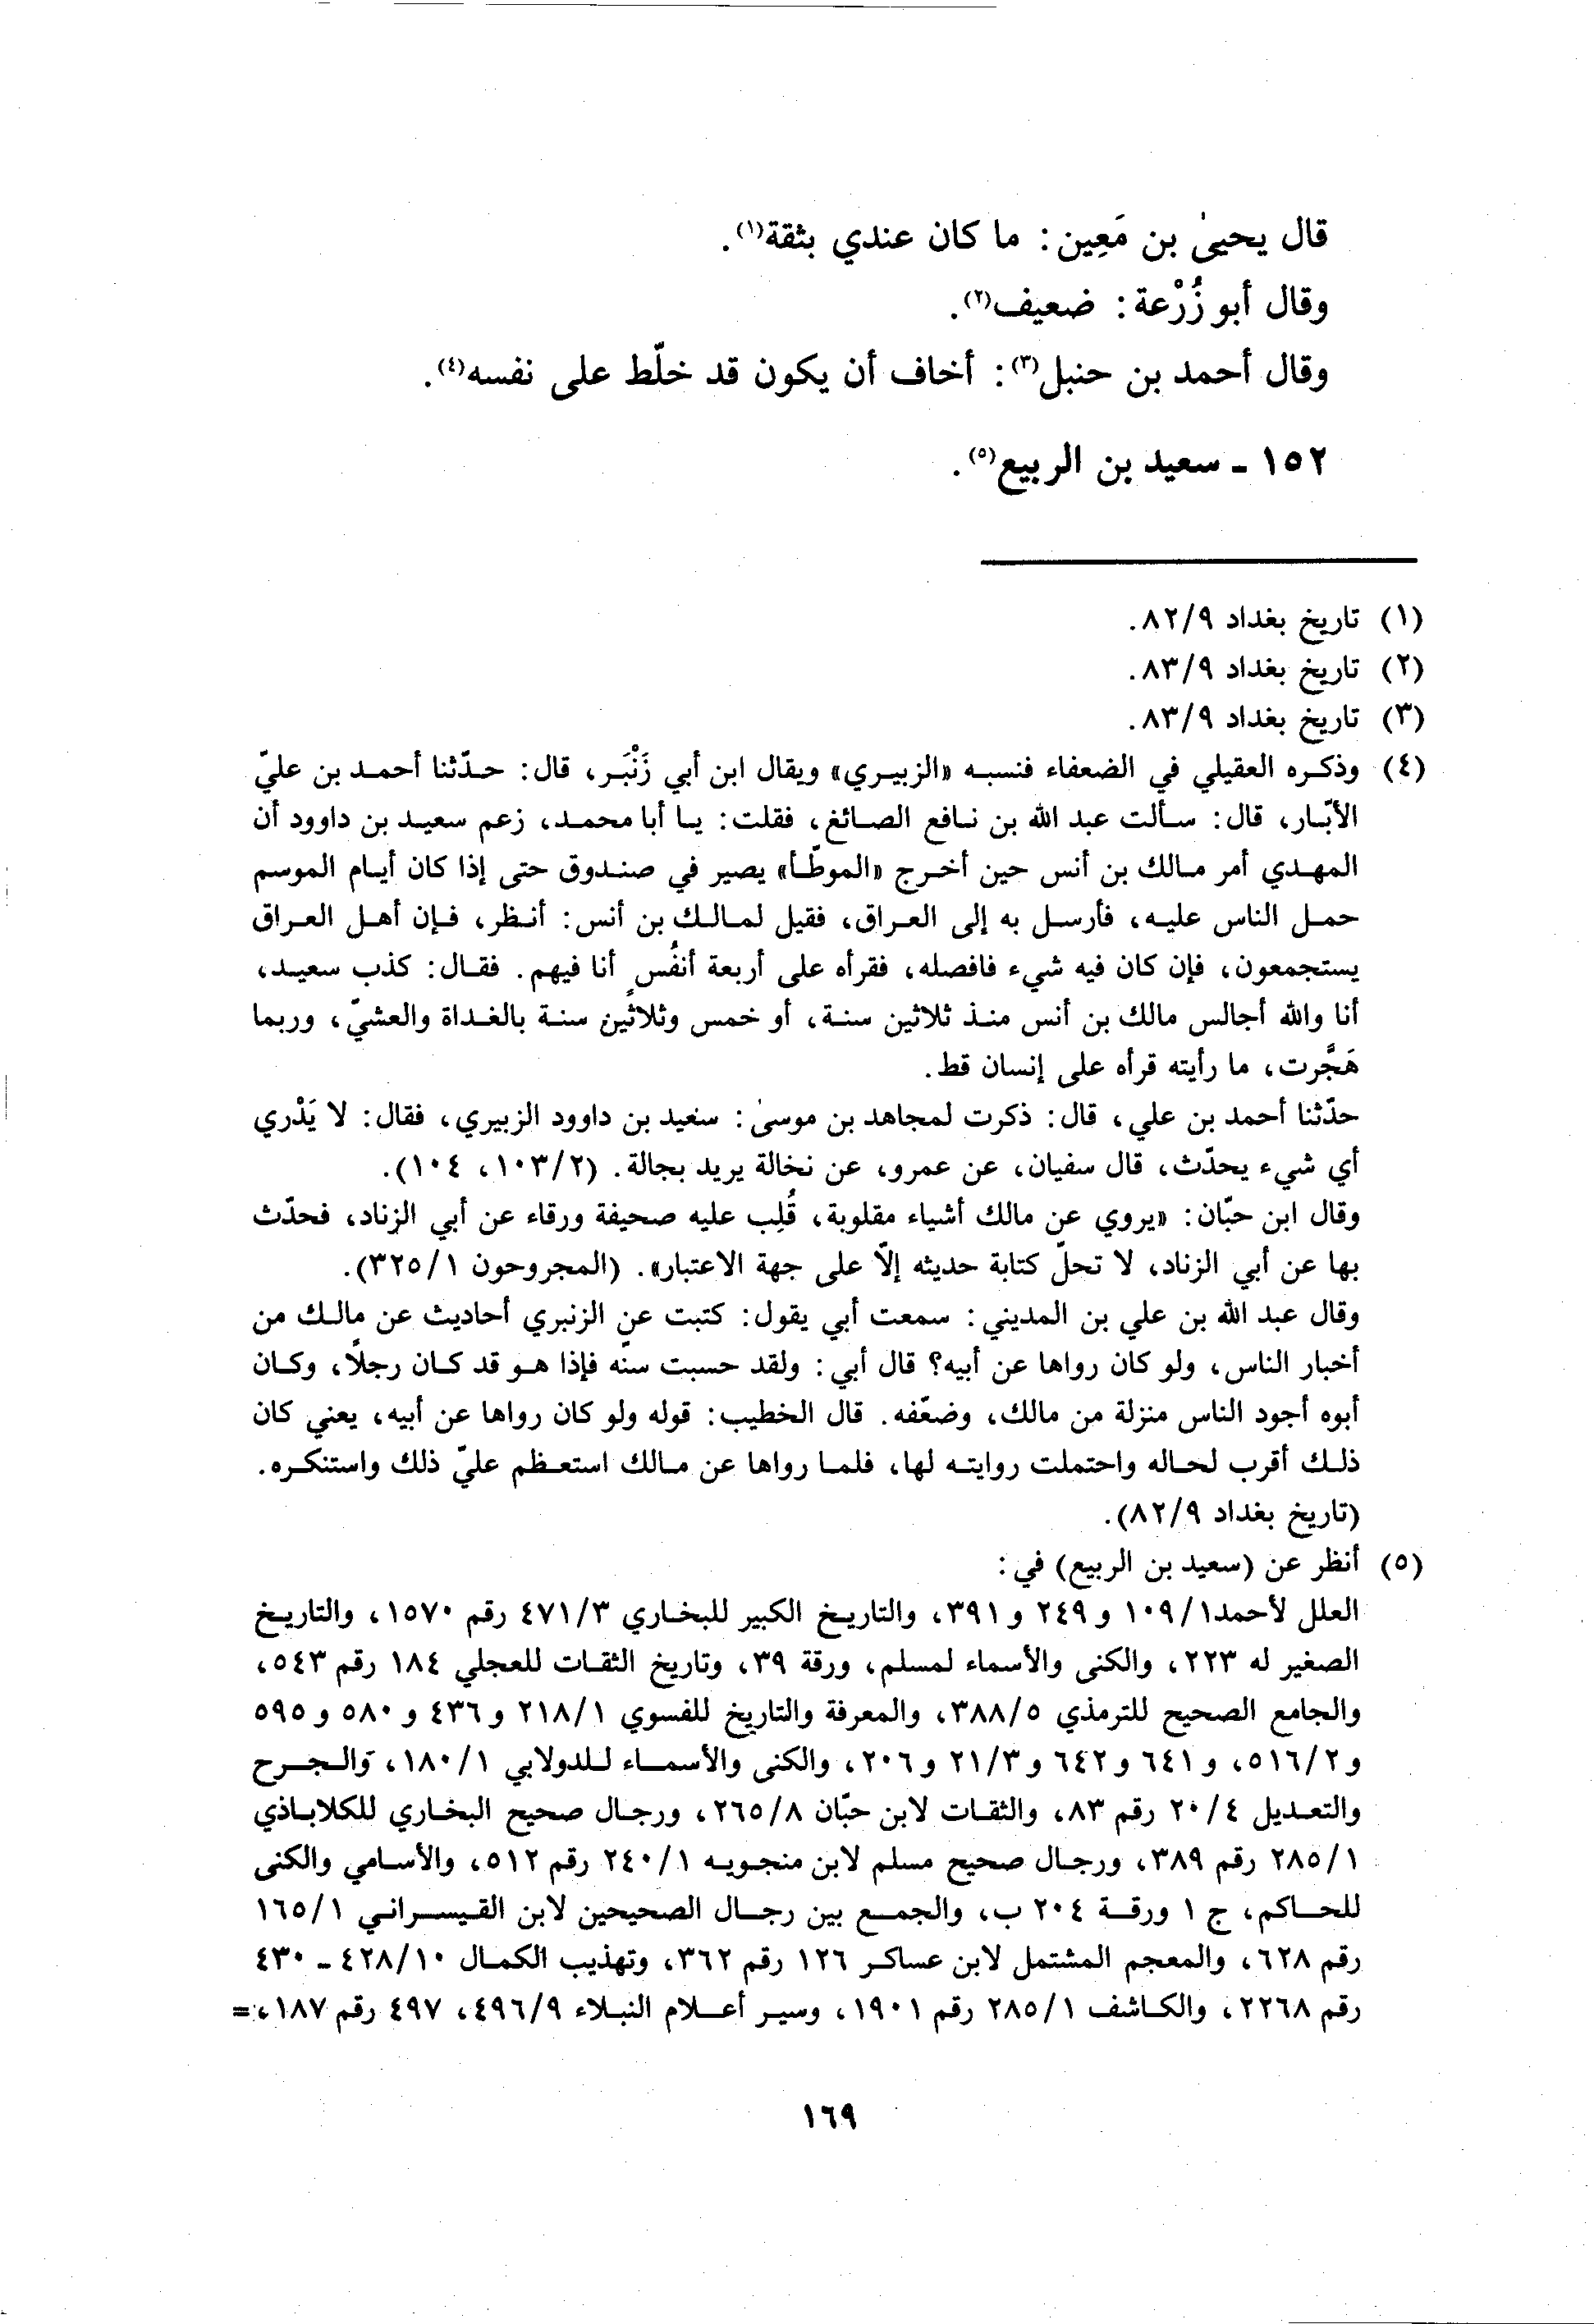 قال يحيىٰ بن مَعِين: ما كان عندي بثقة(١).
وقال أبو زُرْعة: ضعيف(٢).
وقال أحمد بن حنبل(٣): أخاف أن يكون قد خلّط على نفسه(٤).
١٥٢ ـ سعيد بن الربيع(٥).
(١) تاريخ بغداد ٨٢/٩.
(٢) تاريخ بغداد ٨٣/٩.
(٣) تاريخ بغداد ٨٣/٩.
(٤) وذكره العقيلي في الضعفاء فنسبه «الزبيري» ويقال ابن أبي زَنْبَر، قال: حدّثنا أحمد بن عليّ
الأبّار، قال: سألت عبد الله بن نافع الصائغ، فقلت: يا أبا محمد، زعم سعيد بن داوود أن
المهدي أمر مالك بن أنس حين أخرج «الموطّأ» يصير في صندوق حتى إذا كان أيام الموسم
حمل الناس عليه، فأرسل به إلى العراق، فقيل لمالك بن أنس: أنظر، فإن أهل العراق
يستجمعون، فإن كان فيه شيء فافصله، فقرأه على أربعة أنفُسٍ أنا فيهم. فقال: كذب سعيد،
أنا والله أجالس مالك بن أنس منذ ثلاثين سنة، أو خمس وثلاثين سنة بالغداة والعشيّ، وربما
هَجَّرت، ما رأيته قرأه على إنسان قط.
حدّثنا أحمد بن علي، قال: ذكرت لمجاهد بن موسىٰ: سعيد بن داوود الزبيري، فقال: لا يَدْري
أي شيء يحدّث، قال سفيان، عن عمرو، عن نخالة يريد بجالة. (١٠٣/٢، ١٠٤).
وقال ابن حبّان: «يروي عن مالك أشياء مقلوبة، قُلِب عليه صحيفة ورقاء عن أبي الزناد، فحدّث
بها عن أبي الزناد، لا تحلّ كتابة حديثه إلاّ على جهة الاعتبار». (المجروحون ٣٢٥/١).
وقال عبد الله بن علي بن المديني: سمعت أبي يقول: كتبت عن الزنبري أحاديث عن مالك من
أخبار الناس، ولو كان رواها عن أبيه؟ قال أبي: ولقد حسبت سنّه فإذا هو قد كان رجلاً، وكان
أبوه أجود الناس منزلة من مالك، وضعّفه. قال الخطيب: قوله ولو كان رواها عن أبيه، يعني كان
ذلك أقرب لحاله واحتملت روايته لها، فلما رواها عن مالك استعظم عليّ ذلك واستنكره.
(تاريخ بغداد ٨٢/٩).
(٥) أنظر عن (سعيد بن الربيع) في:
العلل لأحمد١/ ١٠٩ و ٢٤٩ و ٣٩١، والتاريخ الكبير للبخاري ٤٧١/٣ رقم ١٥٧٠، والتاريخ
الصغير له ٢٢٣، والكنى والأسماء لمسلم، ورقة ٣٩، وتاريخ الثقات للعجلي ١٨٤ رقم ٥٤٣،
والجامع الصحيح للترمذي ٣٨٨/٥، والمعرفة والتاريخ للفسوي ٢١٨/١ و ٤٣٦ و ٥٨٠ و ٥٩٥
و٥١٦/٢، و ٦٤١ و٦٤٢ و٢١/٣ و٢٠٦، والكنى والأسماء للدولابي ١٨٠/١، والجرح
والتعديل ٢٠/٤ رقم ٨٣، والثقات لابن حبّان ٢٦٥/٨، ورجال صحيح البخاري للكلاباذي
٢٨٥/١ رقم ٣٨٩، ورجال صحيح مسلم لابن منجويه ٢٤٠/١ رقم ٥١٢، والأسامي والكنى
للحاكم، ج ١ ورقة ٢٠٤ ب، والجمع بين رجال الصحيحين لابن القيسراني ١٦٥/١
رقم ٦٢٨، والمعجم المشتمل لابن عساكر ١٢٦ رقم ٣٦٢، وتهذيب الكمال ٤٢٨/١٠ ـ ٤٣٠
رقم ٢٢٦٨، والكاشف ٢٨٥/١ رقم ١٩٠١، وسير أعلام النبلاء ٤٩٦/٩، ٤٩٧ رقم ١٨٧،=
١٦٩